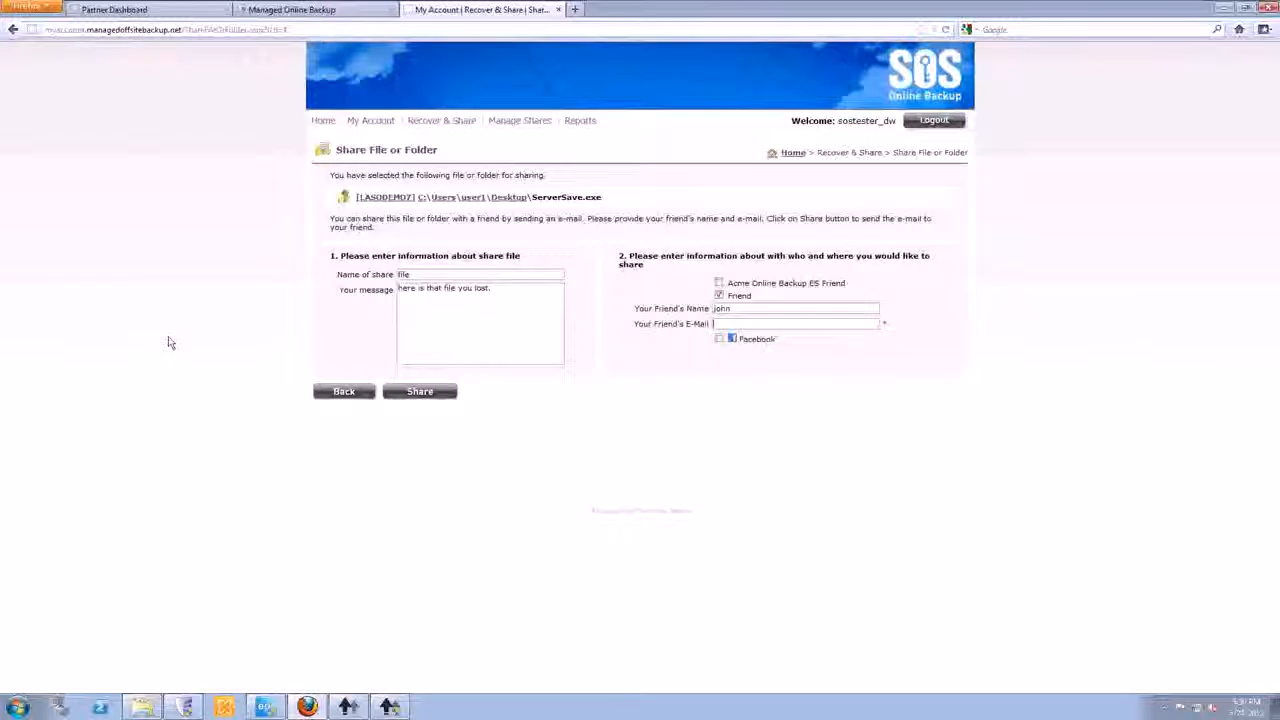 Firefox
Partner Dashboard
Managed Online Backup
My Account | Recover & Share | Shar...
Google
SOS
Online Backup
Home
My Account
Recover & Share
Manage Shares
Reports
Welcome: sostester_dw
Logout
Share File or Folder
Home > Recover & Share > Share File or Folder
You have selected the following file or folder for sharing.
[LASODEMO7] C:\Users\user1\Desktop\ServerSave.exe
You can share this file or folder with a friend by sending an e-mail. Please provide your friend's name and e-mail. Click on Share button to send the e-mail to
your friend.
1. Please enter information about share file
Name of share file
Your message here is that file you lost.
2. Please enter information about with who and where you would like to
share
Acme Online Backup ES Friend
Friend
Your Friend's Name john
Your Friend's E-Mail *
Facebook
Back
Share